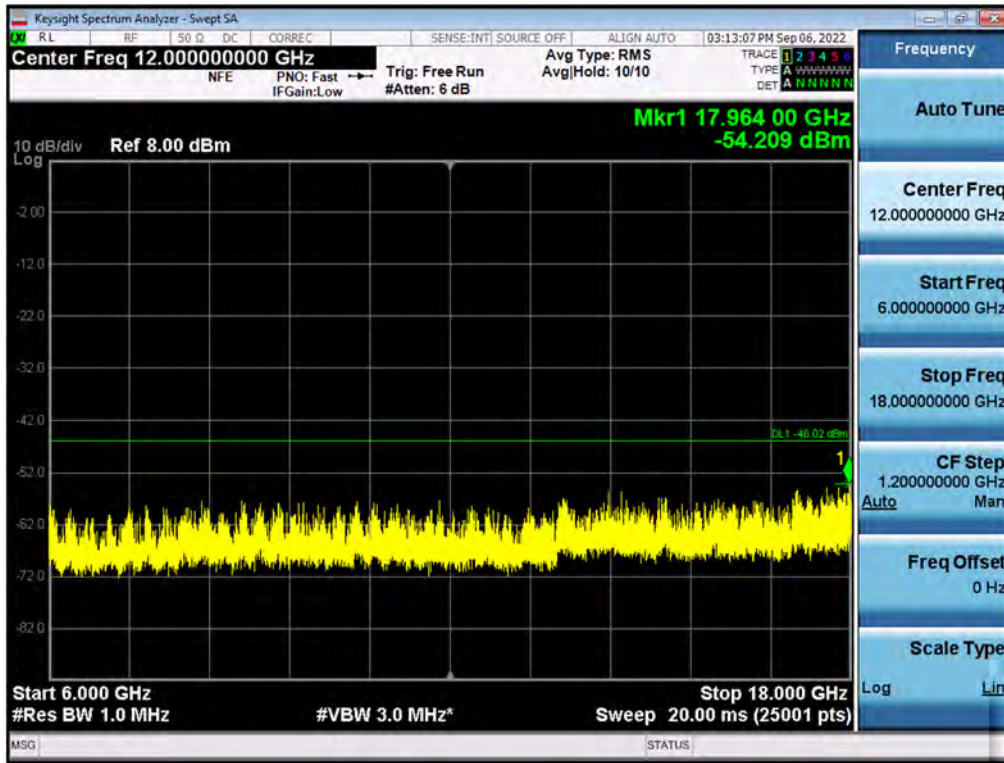 Keysight Spectrum Analyzer - Swept SA
LXI RL RF 50 Ω DC CORREC SENSE:INT SOURCE OFF ALIGN AUTO 03:13:07 PM Sep 06, 2022
Center Freq 12.000000000 GHz
NFE
PNO: Fast
IFGain:Low
Trig: Free Run
#Atten: 6 dB
Avg Type: RMS
Avg|Hold: 10/10
TRACE 1 2 3 4 5 6
TYPE A WWWWW
DET A N N N N N
Mkr1 17.964 00 GHz
-54.209 dBm
10 dB/div Ref 8.00 dBm
Log
-2.00
-12.0
-22.0
-32.0
-42.0
DL1 -46.02 dBm
1
-52.0
-62.0
-72.0
-82.0
Start 6.000 GHz
Stop 18.000 GHz
#Res BW 1.0 MHz
#VBW 3.0 MHz*
Sweep 20.00 ms (25001 pts)
MSG
STATUS
Frequency
Auto Tune
Center Freq
12.000000000 GHz
Start Freq
6.000000000 GHz
Stop Freq
18.000000000 GHz
CF Step
1.200000000 GHz
Auto Man
Freq Offset
0 Hz
Scale Type
Log Lin